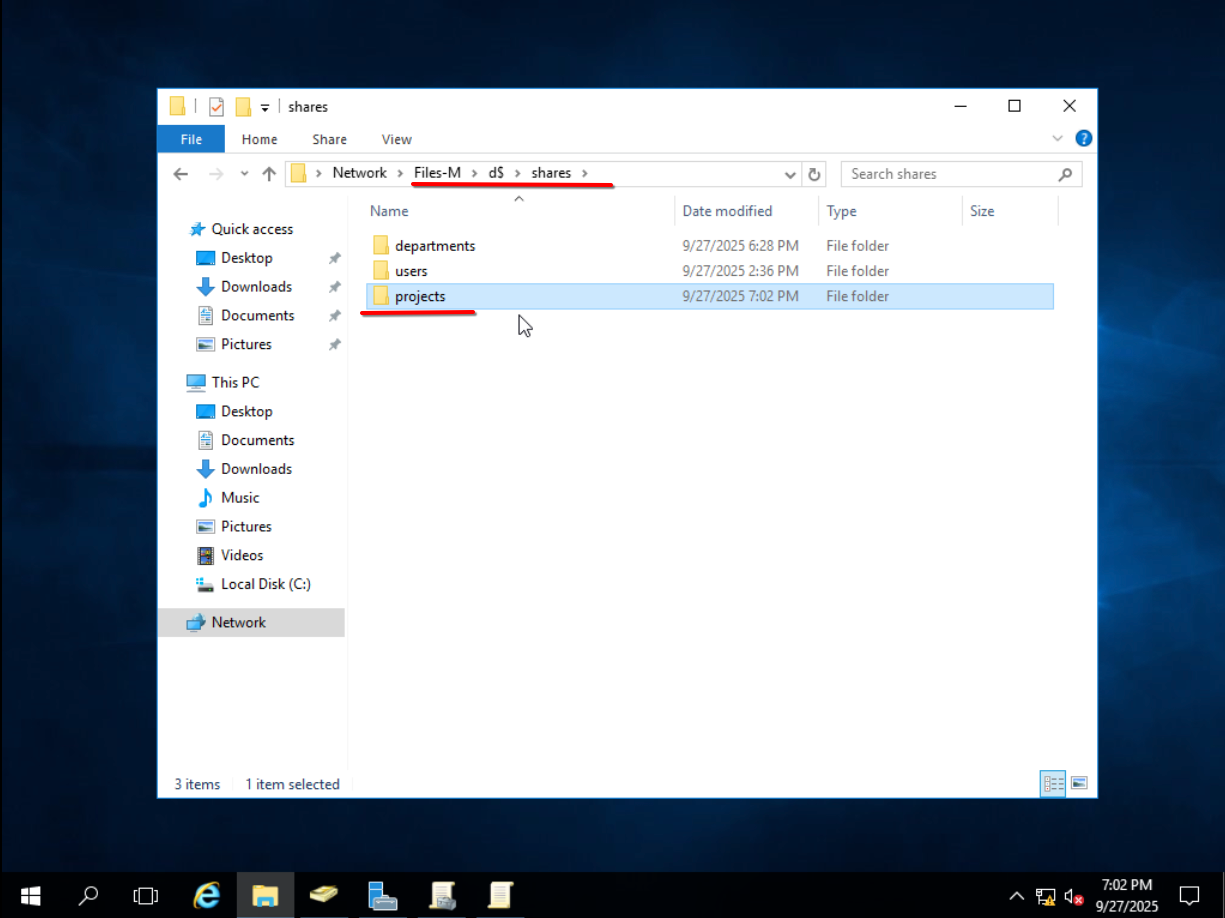 shares
File Home Share View
Network Files-M d$ shares Search shares
Name Date modified Type Size
Quick access
Desktop
Downloads
Documents
Pictures
This PC
Desktop
Documents
Downloads
Music
Pictures
Videos
Local Disk (C:)
Network
departments 9/27/2025 6:28 PM File folder
users 9/27/2025 2:36 PM File folder
projects 9/27/2025 7:02 PM File folder
3 items 1 item selected
7:02 PM
9/27/2025